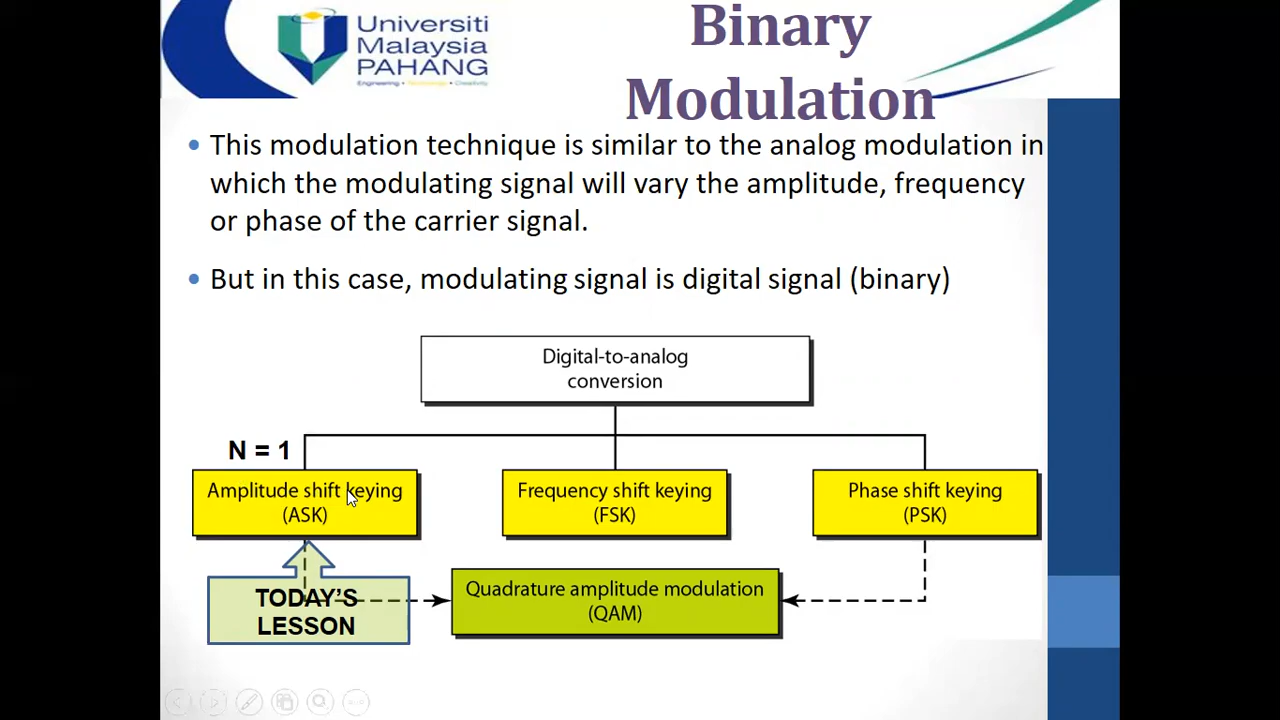 Universiti
Malaysia
PAHANG
Engineering • Technology • Creativity
Binary
Modulation
• This modulation technique is similar to the analog modulation in
which the modulating signal will vary the amplitude, frequency
or phase of the carrier signal.
• But in this case, modulating signal is digital signal (binary)
Digital-to-analog
conversion
N = 1
Amplitude shift keying
(ASK)
Frequency shift keying
(FSK)
Phase shift keying
(PSK)
TODAY'S
LESSON
Quadrature amplitude modulation
(QAM)